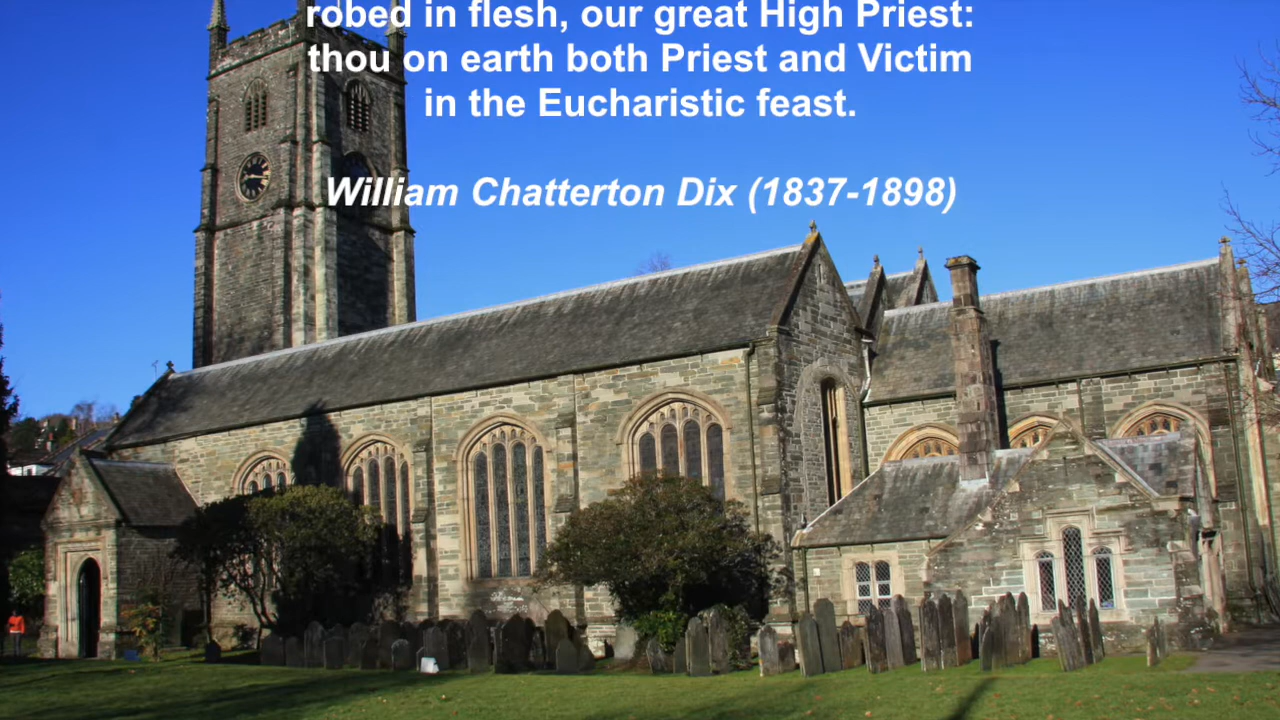 robed in flesh, our great High Priest:
thou on earth both Priest and Victim
in the Eucharistic feast.
William Chatterton Dix (1837-1898)